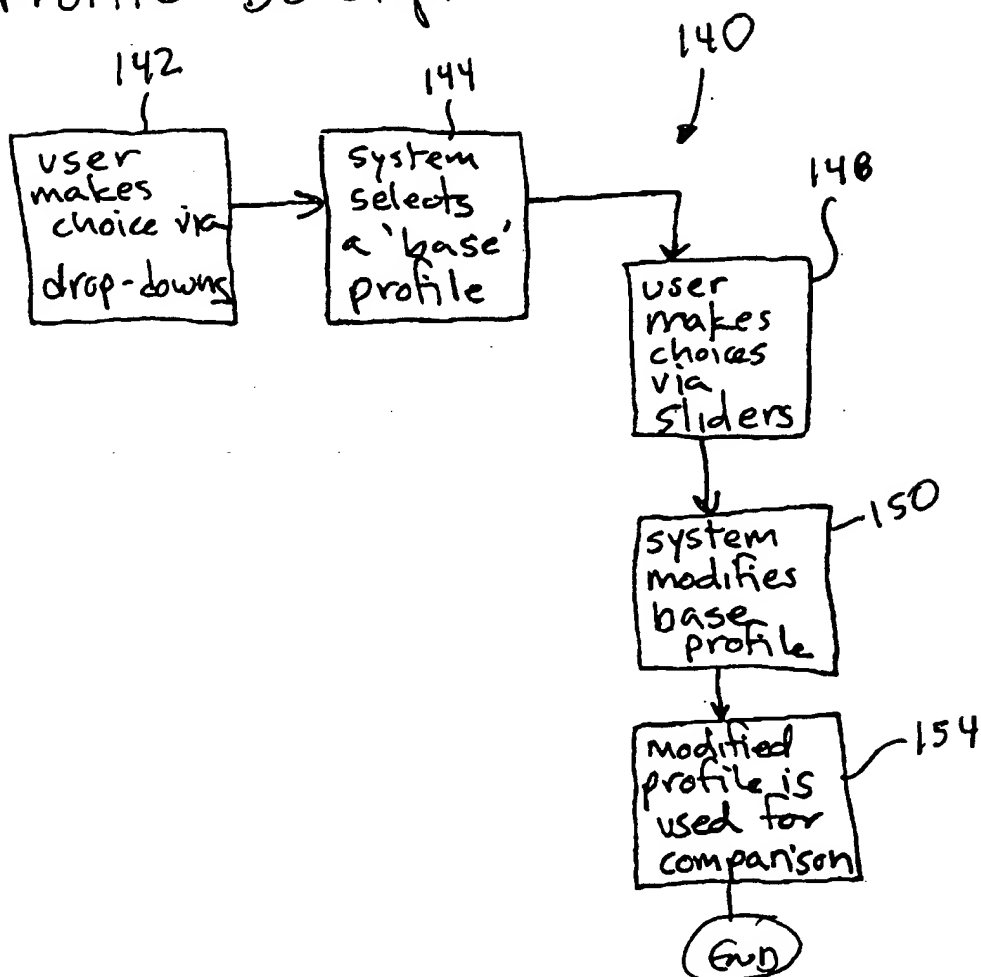 Profile
140
142
144
148
user
makes
choice via
drop-downs
system
selects
a 'base'
profile
user
makes
choices
via
sliders
150
system
modifies
base
profile
154
modified
profile is
used for
comparison
END